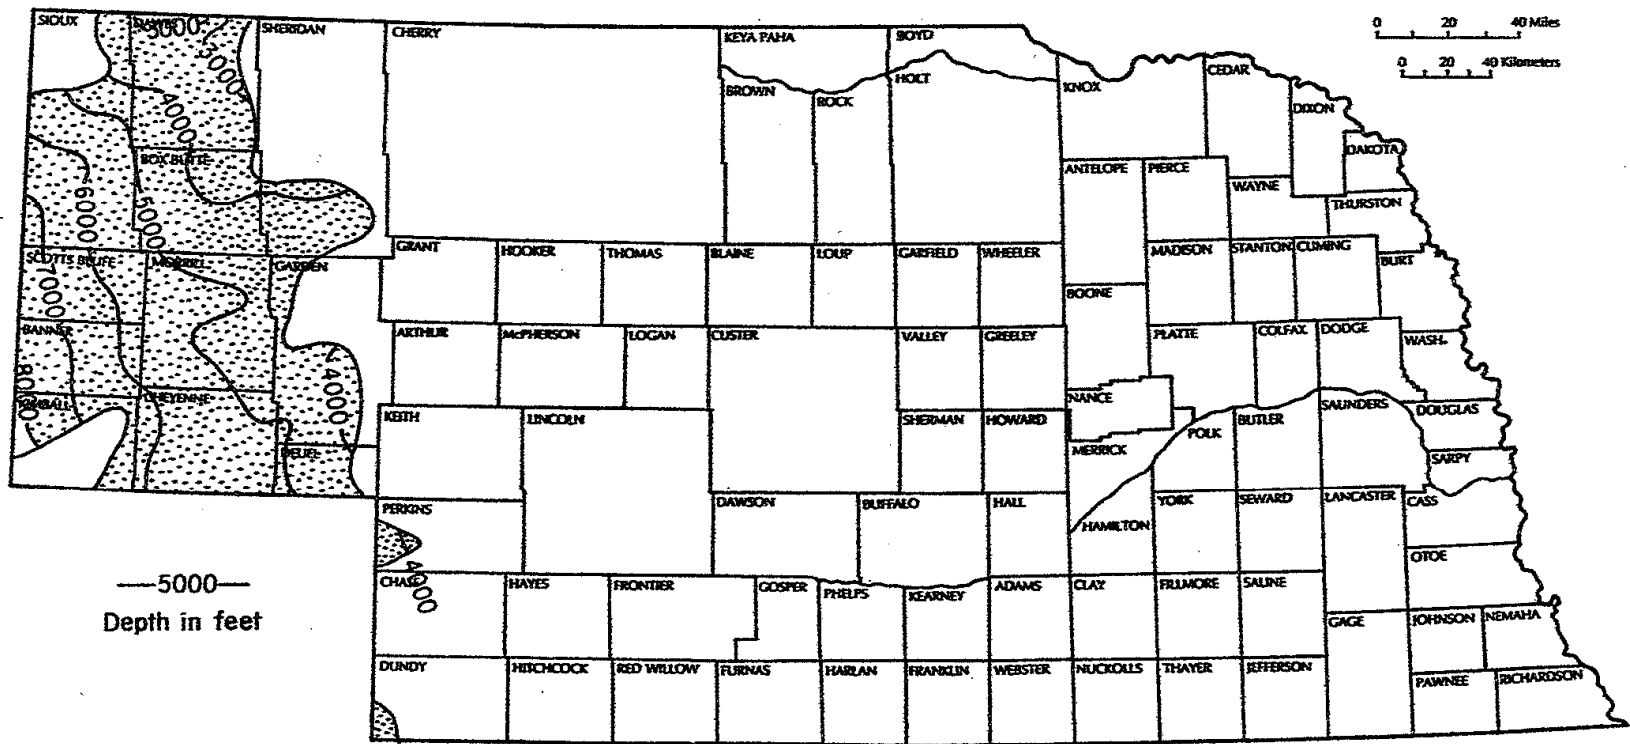 0 20 40 Miles
0 20 40 Kilometers
SIOUX
DAWES
SHERIDAN
CHERRY
KEYA PAHA
BOYD
3000
3000
BROWN
ROCK
HOLT
KNOX
CEDAR
DIXON
DAKOTA
4000
BOX BUTTE
ANTELOPE
PIERCE
WAYNE
THURSTON
6000
5000
GRANT
HOOKER
THOMAS
BLAINE
LOUP
GARFIELD
WHEELER
MADISON
STANTON
CUMING
BURT
SCOTTS BLUFF
MORRILL
GARDEN
7000
BOONE
BANNER
ARTHUR
McPHERSON
LOGAN
CUSTER
VALLEY
GREELEY
PLATTE
COLFAX
DODGE
WASH.
8000
4000
KIMBALL
CHEYENNE
NANCE
KEITH
LINCOLN
SHERMAN
HOWARD
MERRICK
POLK
BUTLER
SAUNDERS
DOUGLAS
DEUEL
SARPY
PERKINS
DAWSON
BUFFALO
HALL
HAMILTON
YORK
SEWARD
LANCASTER
CASS
OTOE
4000
CHASE
HAYES
FRONTIER
GOSPER
PHELPS
KEARNEY
ADAMS
CLAY
FILLMORE
SALINE
GAGE
JOHNSON
NEMAHA
DUNDY
HITCHCOCK
RED WILLOW
FURNAS
HARLAN
FRANKLIN
WEBSTER
NUCKOLLS
THAYER
JEFFERSON
PAWNEE
RICHARDSON
—5000—
Depth in feet